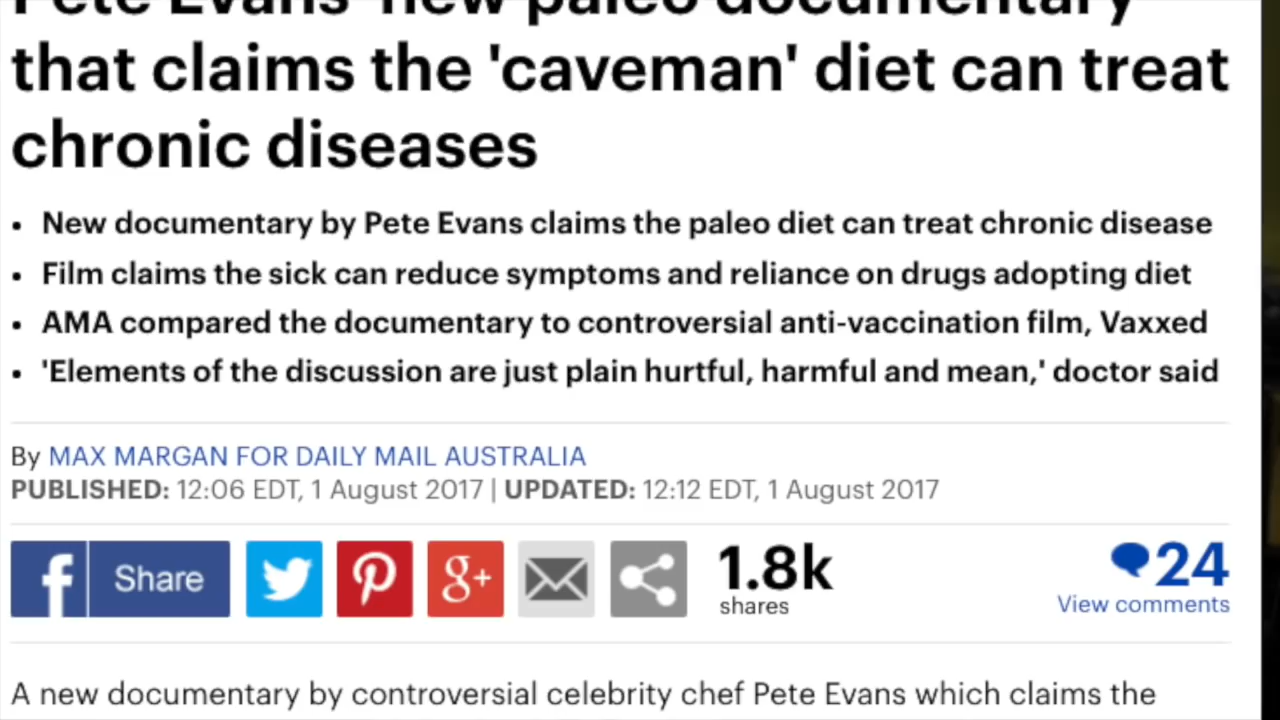 Pete Evans' new paleo documentary
that claims the 'caveman' diet can treat
chronic diseases
• New documentary by Pete Evans claims the paleo diet can treat chronic disease
• Film claims the sick can reduce symptoms and reliance on drugs adopting diet
• AMA compared the documentary to controversial anti-vaccination film, Vaxxed
• 'Elements of the discussion are just plain hurtful, harmful and mean,' doctor said
By MAX MARGAN FOR DAILY MAIL AUSTRALIA
PUBLISHED: 12:06 EDT, 1 August 2017 | UPDATED: 12:12 EDT, 1 August 2017
f Share g+ 1.8k shares
24 View comments
A new documentary by controversial celebrity chef Pete Evans which claims the